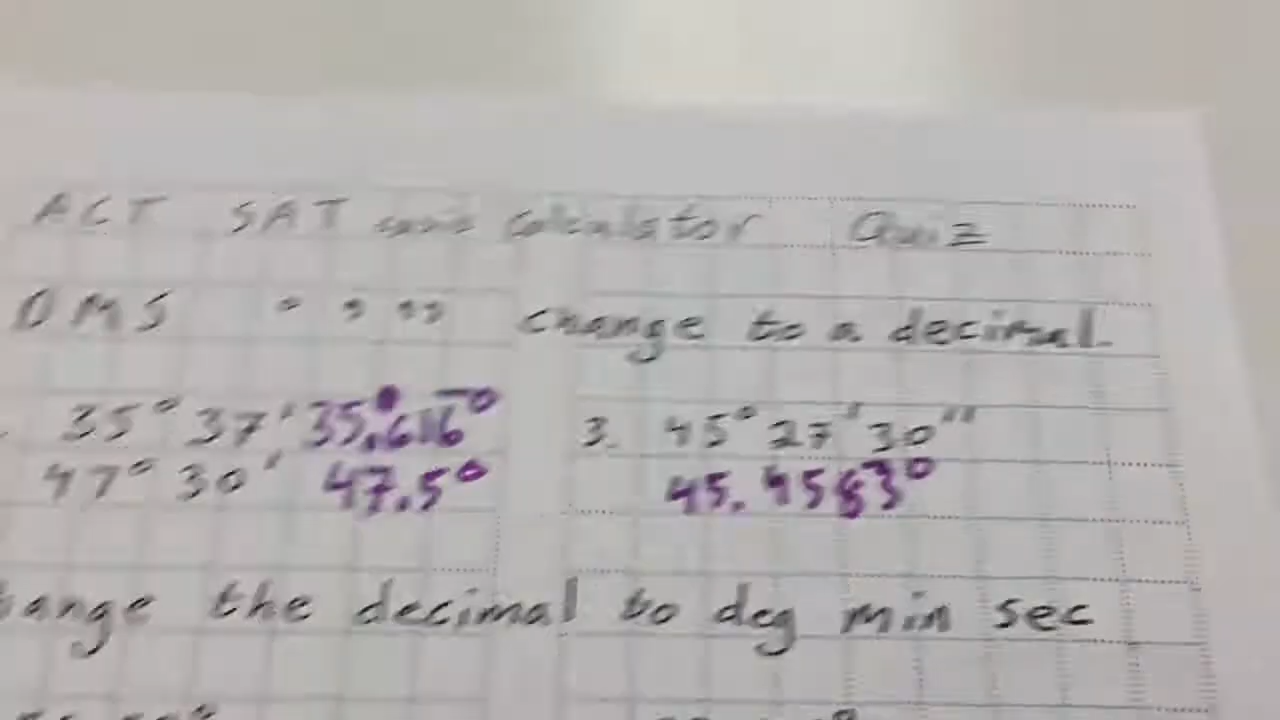 ACT SAT calculator Quiz
DMS ° ' '' change to a decimal.
35° 37' 35.616̅°
47° 30' 47.5°
3. 45° 27' 30''
45.4583°
the decimal to deg min sec